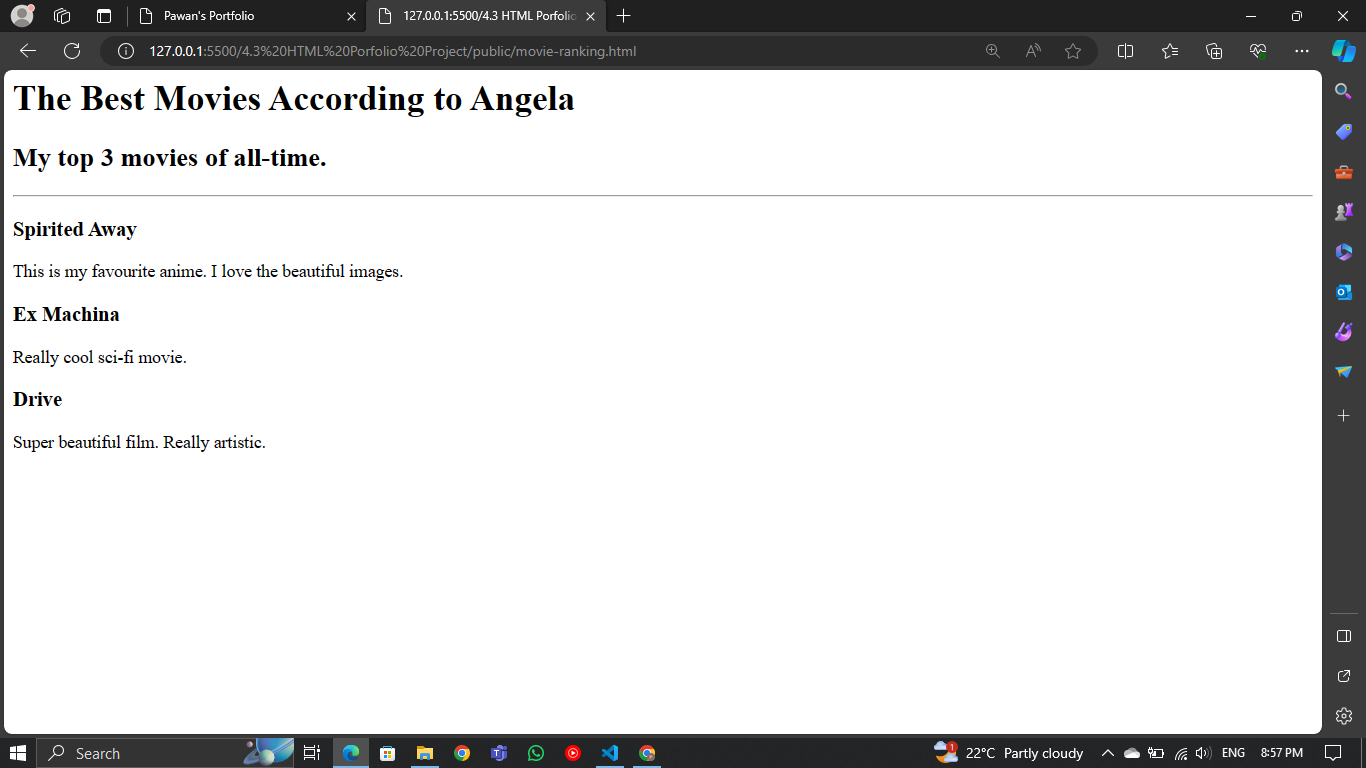 Pawan's Portfolio
127.0.0.1:5500/4.3 HTML Porfolio
127.0.0.1:5500/4.3%20HTML%20Porfolio%20Project/public/movie-ranking.html
The Best Movies According to Angela
My top 3 movies of all-time.
Spirited Away
This is my favourite anime. I love the beautiful images.
Ex Machina
Really cool sci-fi movie.
Drive
Super beautiful film. Really artistic.
Search
1
22°C Partly cloudy
ENG
8:57 PM